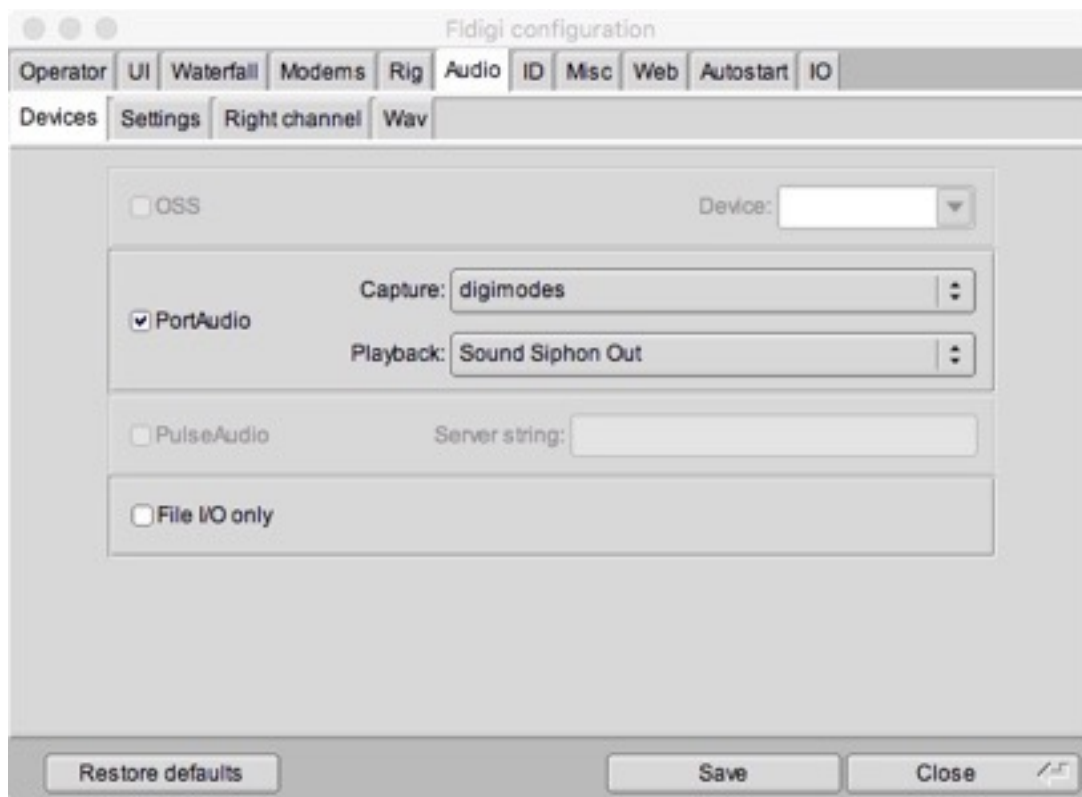 Fldigi configuration
Operator UI Waterfall Modems Rig Audio ID Misc Web Autostart IO
Devices Settings Right channel Wav
OSS Device:
Capture: digimodes
PortAudio
Playback: Sound Siphon Out
PulseAudio Server string:
File I/O only
Restore defaults Save Close